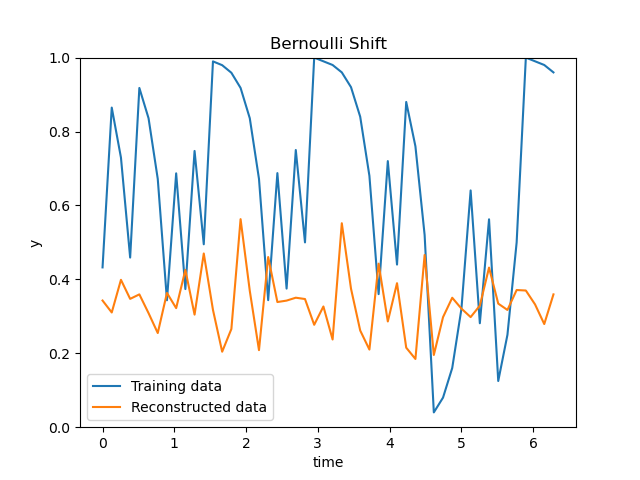 Bernoulli Shift
1.0
0.8
0.6
0.4
0.2
0.0
y
Training data
Reconstructed data
0 1 2 3 4 5 6
time